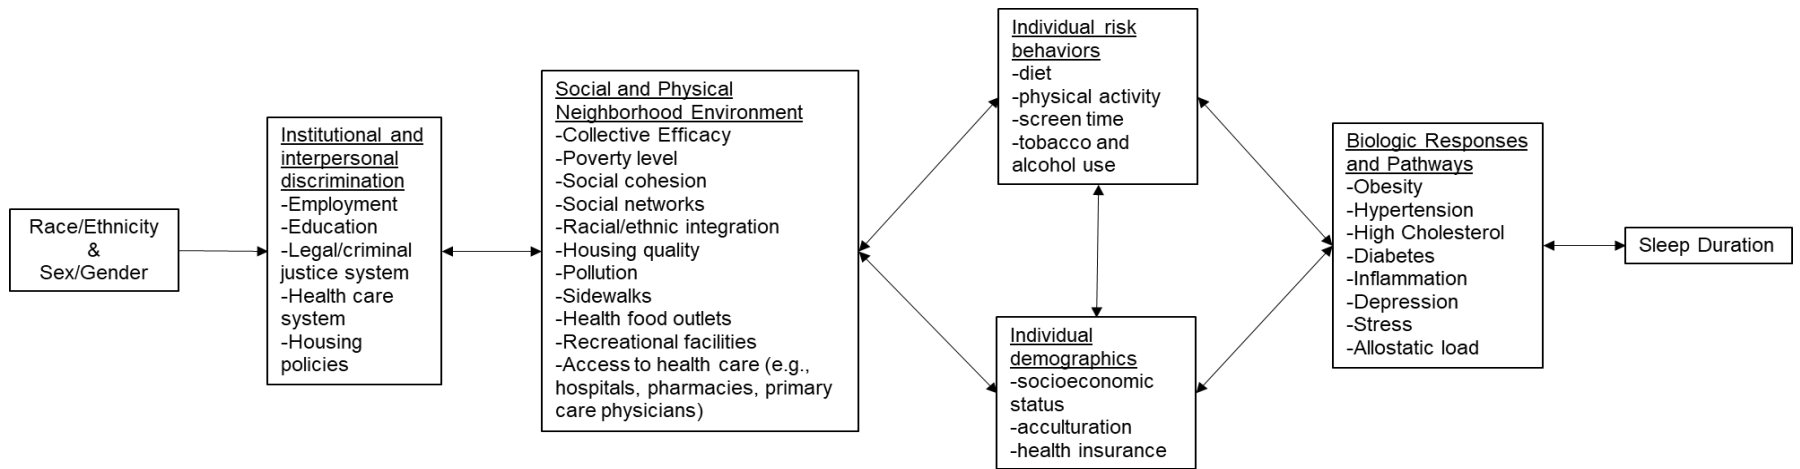 Race/Ethnicity
&
Sex/Gender
Institutional and
interpersonal
discrimination
-Employment
-Education
-Legal/criminal
justice system
-Health care
system
-Housing
policies
Social and Physical
Neighborhood Environment
-Collective Efficacy
-Poverty level
-Social cohesion
-Social networks
-Racial/ethnic integration
-Housing quality
-Pollution
-Sidewalks
-Health food outlets
-Recreational facilities
-Access to health care (e.g.,
hospitals, pharmacies, primary
care physicians)
Individual risk
behaviors
-diet
-physical activity
-screen time
-tobacco and
alcohol use
Individual
demographics
-socioeconomic
status
-acculturation
-health insurance
Biologic Responses
and Pathways
-Obesity
-Hypertension
-High Cholesterol
-Diabetes
-Inflammation
-Depression
-Stress
-Allostatic load
Sleep Duration